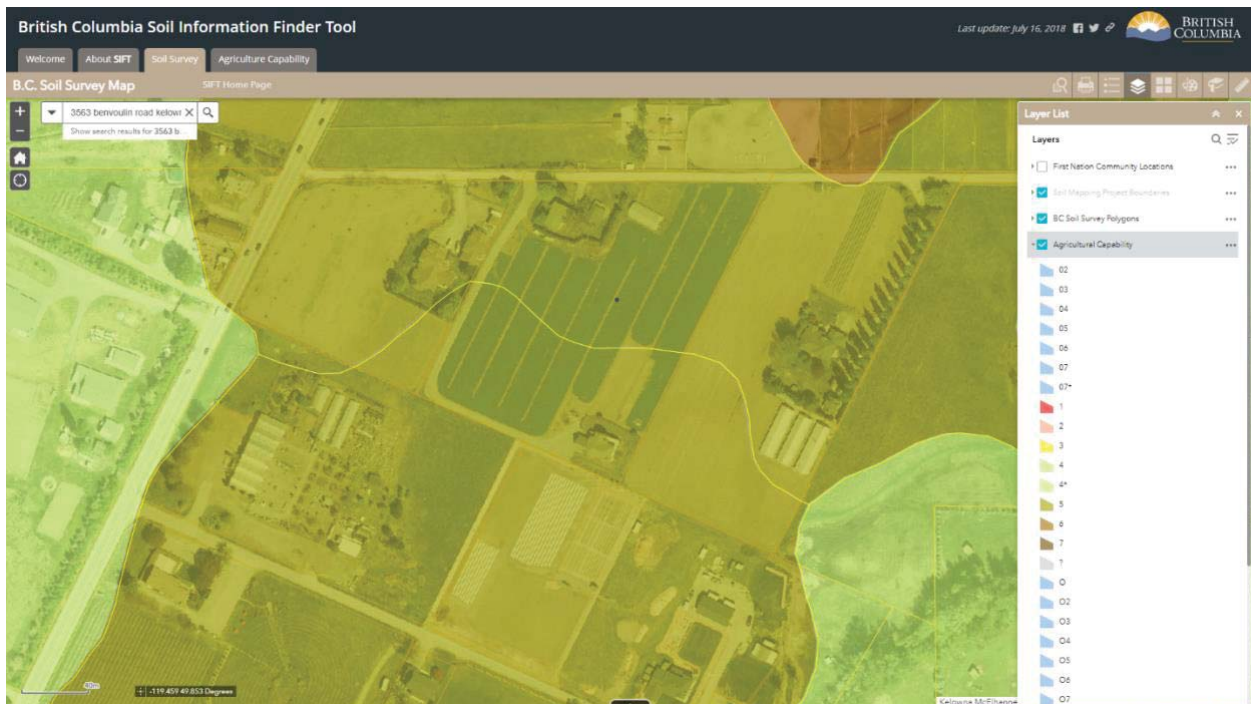 British Columbia Soil Information Finder Tool
Last update: July 16, 2018
BRITISH
COLUMBIA
Welcome
About SIFT
Soil Survey
Agriculture Capability
B.C. Soil Survey Map
SIFT Home Page
3563 benvoulin road kelowr
Show search results for 3563 b...
Layer List
Layers
First Nation Community Locations
Soil Mapping Project Boundaries
BC Soil Survey Polygons
Agricultural Capability
02
03
04
05
06
07
07*
1
2
3
4
4*
5
6
7
?
O
O2
O3
O4
O5
O6
O7
40m
-119.459 49.853 Degrees
Kelowna McElhanne